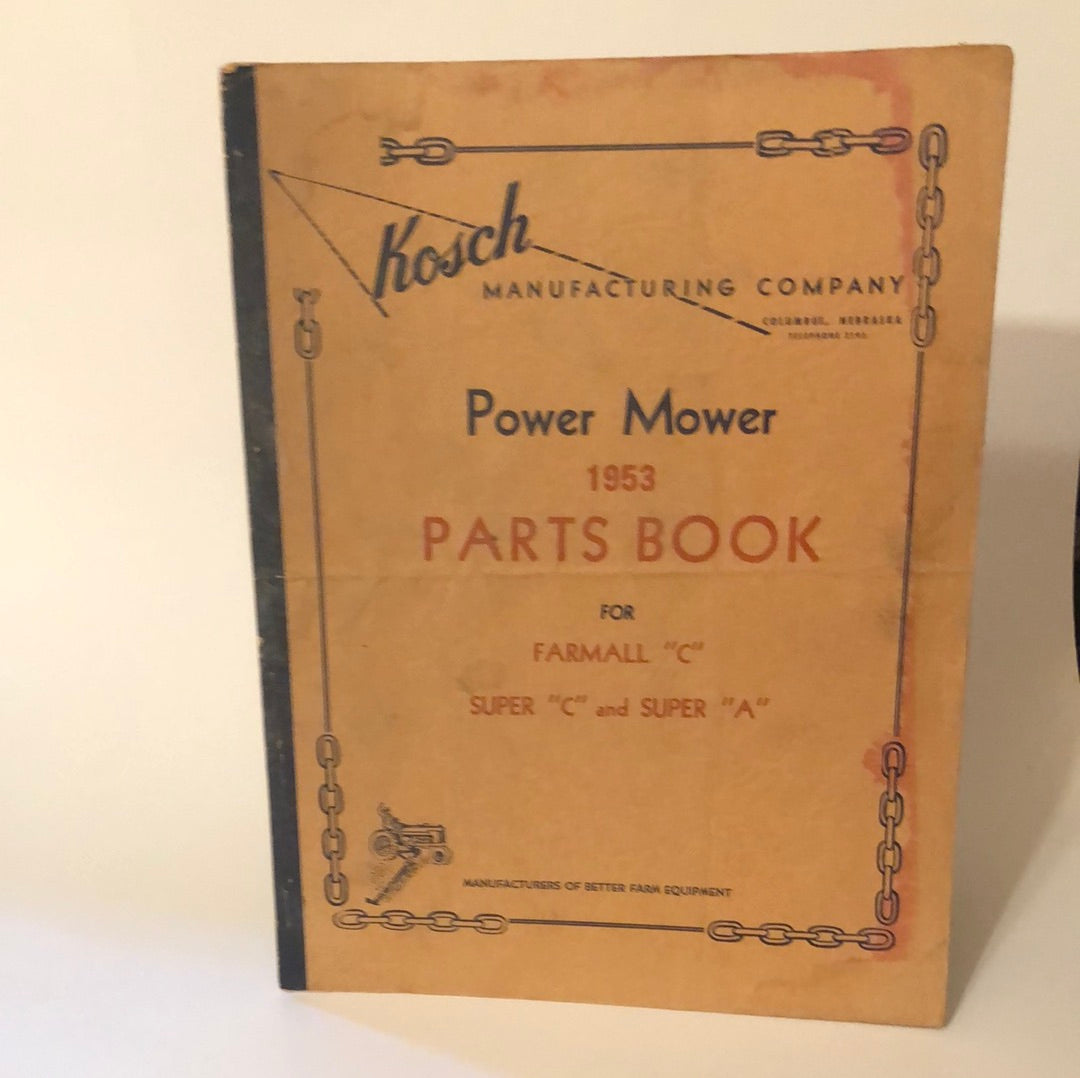 Kosch
MANUFACTURING COMPANY
COLUMBUS, NEBRASKA
TELEPHONE
Power Mower
1953
PARTS BOOK
FOR
FARMALL "C"
SUPER "C" and SUPER "A"
MANUFACTURERS OF BETTER FARM EQUIPMENT